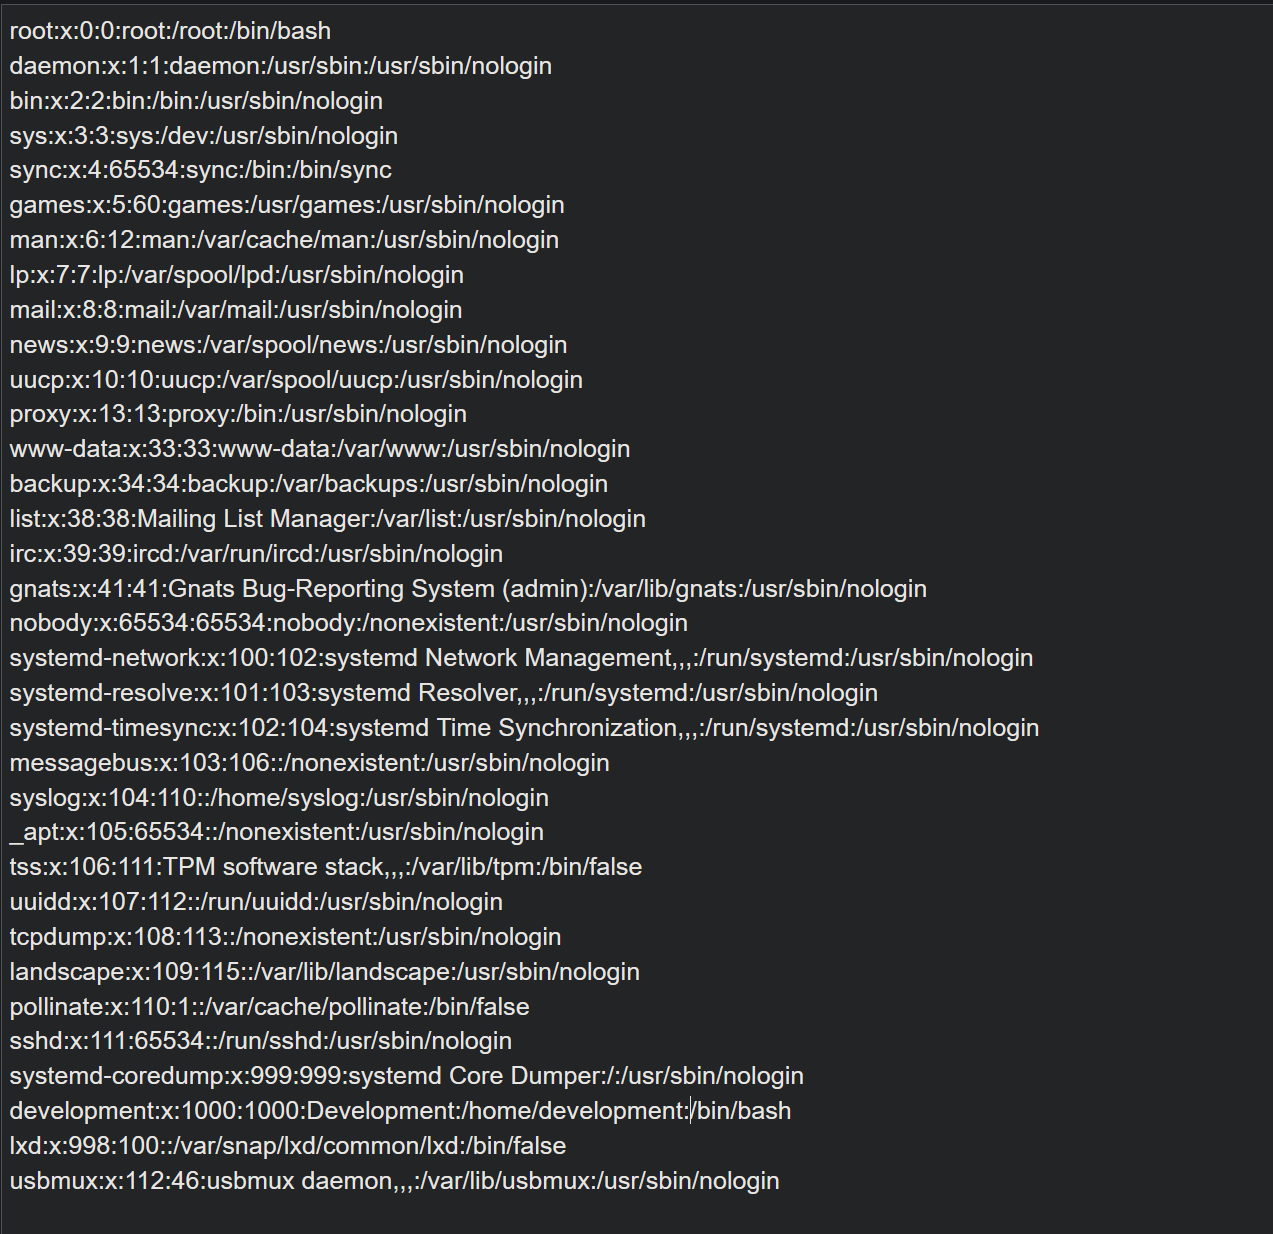 root:x:0:0:root:/root:/bin/bash
daemon:x:1:1:daemon:/usr/sbin:/usr/sbin/nologin
bin:x:2:2:bin:/bin:/usr/sbin/nologin
sys:x:3:3:sys:/dev:/usr/sbin/nologin
sync:x:4:65534:sync:/bin:/bin/sync
games:x:5:60:games:/usr/games:/usr/sbin/nologin
man:x:6:12:man:/var/cache/man:/usr/sbin/nologin
lp:x:7:7:lp:/var/spool/lpd:/usr/sbin/nologin
mail:x:8:8:mail:/var/mail:/usr/sbin/nologin
news:x:9:9:news:/var/spool/news:/usr/sbin/nologin
uucp:x:10:10:uucp:/var/spool/uucp:/usr/sbin/nologin
proxy:x:13:13:proxy:/bin:/usr/sbin/nologin
www-data:x:33:33:www-data:/var/www:/usr/sbin/nologin
backup:x:34:34:backup:/var/backups:/usr/sbin/nologin
list:x:38:38:Mailing List Manager:/var/list:/usr/sbin/nologin
irc:x:39:39:ircd:/var/run/ircd:/usr/sbin/nologin
gnats:x:41:41:Gnats Bug-Reporting System (admin):/var/lib/gnats:/usr/sbin/nologin
nobody:x:65534:65534:nobody:/nonexistent:/usr/sbin/nologin
systemd-network:x:100:102:systemd Network Management,,,:/run/systemd:/usr/sbin/nologin
systemd-resolve:x:101:103:systemd Resolver,,,:/run/systemd:/usr/sbin/nologin
systemd-timesync:x:102:104:systemd Time Synchronization,,,:/run/systemd:/usr/sbin/nologin
messagebus:x:103:106::/nonexistent:/usr/sbin/nologin
syslog:x:104:110::/home/syslog:/usr/sbin/nologin
_apt:x:105:65534::/nonexistent:/usr/sbin/nologin
tss:x:106:111:TPM software stack,,,:/var/lib/tpm:/bin/false
uuidd:x:107:112::/run/uuidd:/usr/sbin/nologin
tcpdump:x:108:113::/nonexistent:/usr/sbin/nologin
landscape:x:109:115::/var/lib/landscape:/usr/sbin/nologin
pollinate:x:110:1::/var/cache/pollinate:/bin/false
sshd:x:111:65534::/run/sshd:/usr/sbin/nologin
systemd-coredump:x:999:999:systemd Core Dumper:/:/usr/sbin/nologin
development:x:1000:1000:Development:/home/development:/bin/bash
lxd:x:998:100::/var/snap/lxd/common/lxd:/bin/false
usbmux:x:112:46:usbmux daemon,,,:/var/lib/usbmux:/usr/sbin/nologin